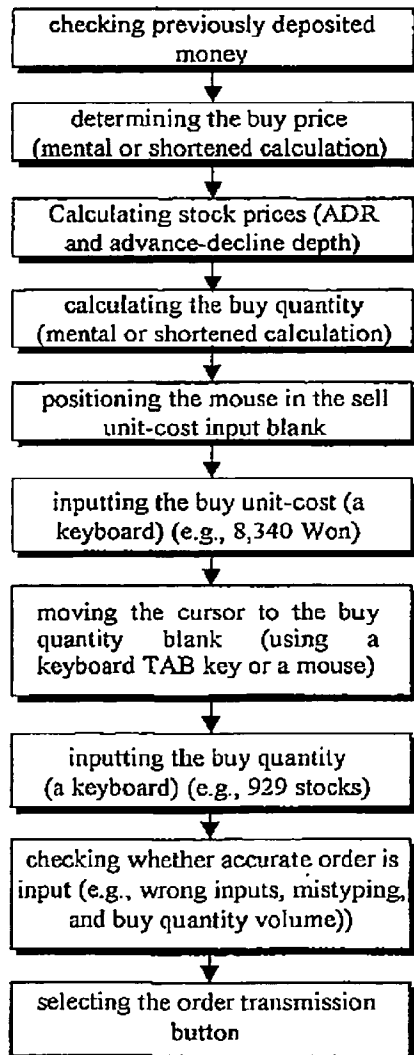 checking previously deposited
money
determining the buy price
(mental or shortened calculation)
Calculating stock prices (ADR
and advance-decline depth)
calculating the buy quantity
(mental or shortened calculation)
positioning the mouse in the sell
unit-cost input blank
inputting the buy unit-cost (a
keyboard) (e.g., 8,340 Won)
moving the cursor to the buy
quantity blank (using a
keyboard TAB key or a mouse)
inputting the buy quantity
(a keyboard) (e.g., 929 stocks)
checking whether accurate order is
input (e.g., wrong inputs, mistyping,
and buy quantity volume))
selecting the order transmission
button